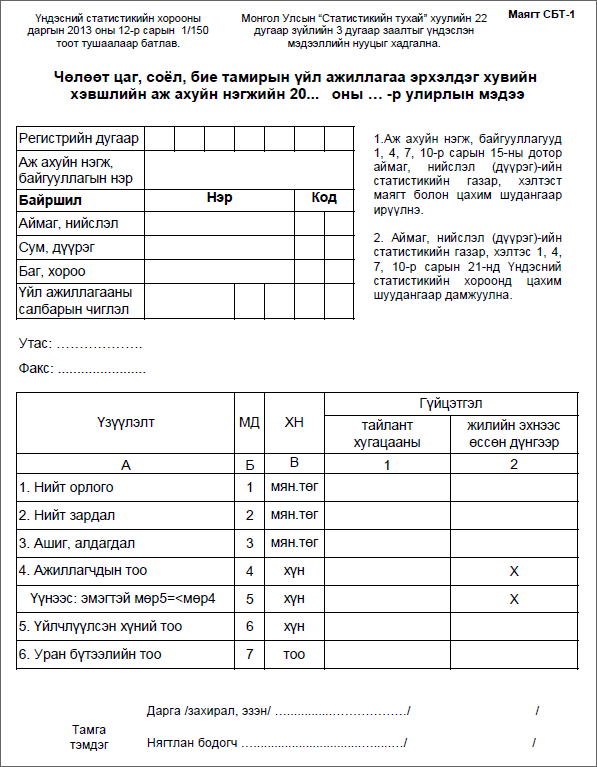 Үндэсний статистикийн хорооны
даргын 2013 оны 12-р сарын 1/150
тоот тушаалаар батлав.
Монгол Улсын “Статистикийн тухай” хуулийн 22
дугаар зүйлийн 3 дугаар заалтыг үндэслэн
мэдээллийн нууцыг хадгална.
Маягт СБТ-1
Чөлөөт цаг, соёл, бие тамирын үйл ажиллагаа эрхэлдэг хувийн
хэвшлийн аж ахуйн нэгжийн 20... оны … -р улирлын мэдээ
Регистрийн дугаар
Аж ахуйн нэгж,
байгууллагын нэр
Байршил Нэр Код
Аймаг, нийслэл
Сум, дүүрэг
Баг, хороо
Үйл ажиллагааны
салбарын чиглэл
1.Аж ахуйн нэгж, байгууллагууд
1, 4, 7, 10-р сарын 15-ны дотор
аймаг, нийслэл (дүүрэг)-ийн
статистикийн газар, хэлтэст
маягт болон цахим шудангаар
ирүүлнэ.
2. Аймаг, нийслэл (дүүрэг)-ийн
статистикийн газар, хэлтэс 1, 4,
7, 10-р сарын 21-нд Үндэсний
статистикийн хороонд цахим
шуудангаар дамжуулна.
Утас: ……………….
Факс: .......................
Үзүүлэлт МД ХН Гүйцэтгэл
тайлант
хугацааны
жилийн эхнээс
өссөн дүнгээр
А Б В 1 2
1. Нийт орлого 1 мян.төг
2. Нийт зардал 2 мян.төг
3. Ашиг, алдагдал 3 мян.төг
4. Ажиллагчдын тоо 4 хүн X
Үүнээс: эмэгтэй мөр5=<мөр4 5 хүн X
5. Үйлчлүүлсэн хүний тоо 6 хүн
6. Уран бүтээлийн тоо 7 тоо
Дарга /захирал, эзэн/ …............………………/ /
Тамга
тэмдэг
Нягтлан бодогч …...............................…......…/ /